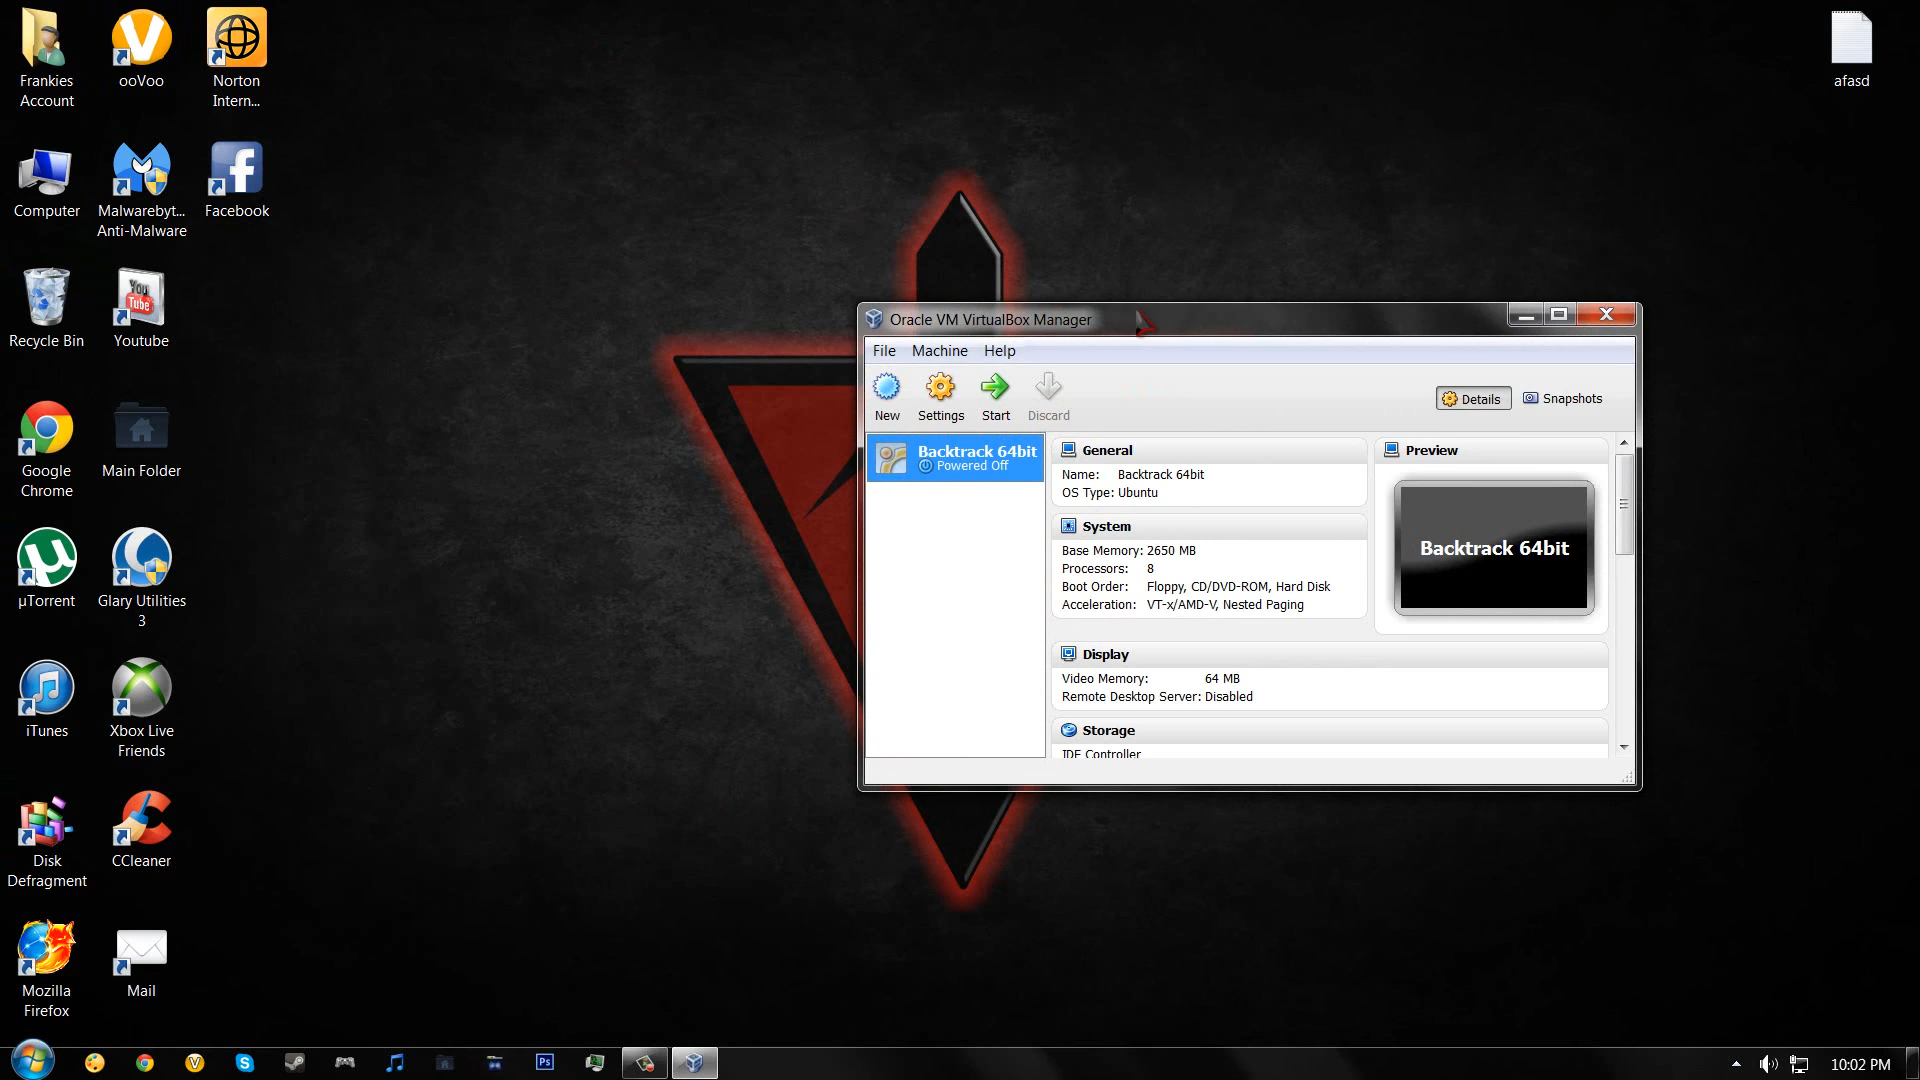 Frankies
Account
ooVoo
Norton
Intern...
afasd
Computer
Malwarebyt...
Anti-Malware
Facebook
Recycle Bin
You
Tube
Youtube
Google
Chrome
Main Folder
µTorrent
Glary Utilities
3
iTunes
Xbox Live
Friends
Disk
Defragment
CCleaner
Mozilla
Firefox
Mail
Oracle VM VirtualBox Manager
File Machine Help
New Settings Start Discard
Details Snapshots
Backtrack 64bit
Powered Off
General
Name: Backtrack 64bit
OS Type: Ubuntu
System
Base Memory: 2650 MB
Processors: 8
Boot Order: Floppy, CD/DVD-ROM, Hard Disk
Acceleration: VT-x/AMD-V, Nested Paging
Preview
Backtrack 64bit
Display
Video Memory: 64 MB
Remote Desktop Server: Disabled
Storage
IDE Controller
Ps
10:02 PM